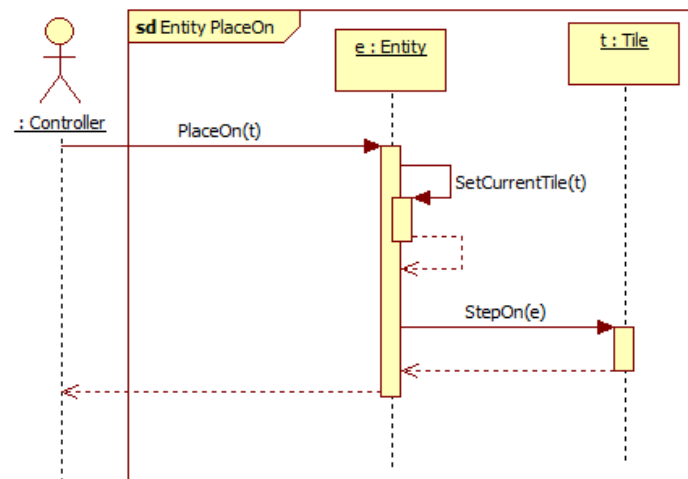 sd Entity PlaceOn
e : Entity
t : Tile
: Controller
PlaceOn(t)
SetCurrentTile(t)
StepOn(e)